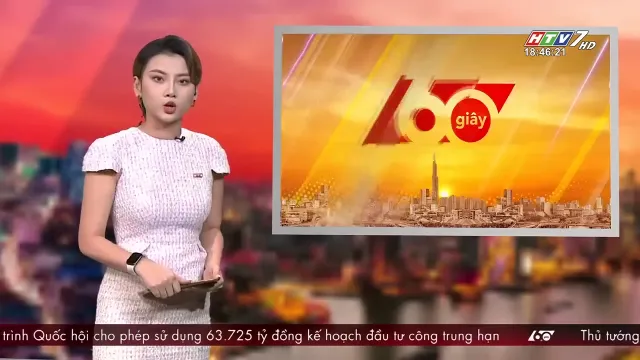 HTV7 HD
18:46:21
60 giây
trình Quốc hội cho phép sử dụng 63.725 tỷ đồng kế hoạch đầu tư công trung hạn 60 Thủ tướng